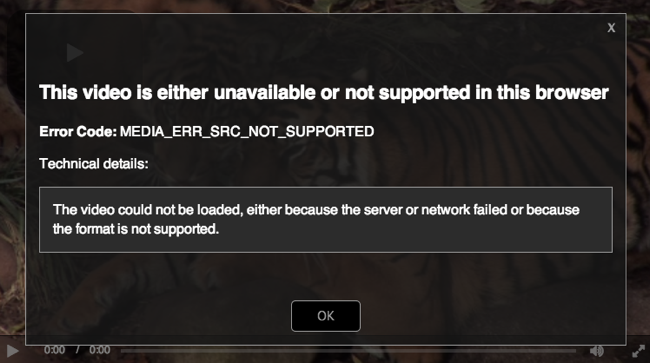 X
This video is either unavailable or not supported in this browser
Error Code: MEDIA_ERR_SRC_NOT_SUPPORTED
Technical details:
The video could not be loaded, either because the server or network failed or because
the format is not supported.
OK
0:00 / 0:00